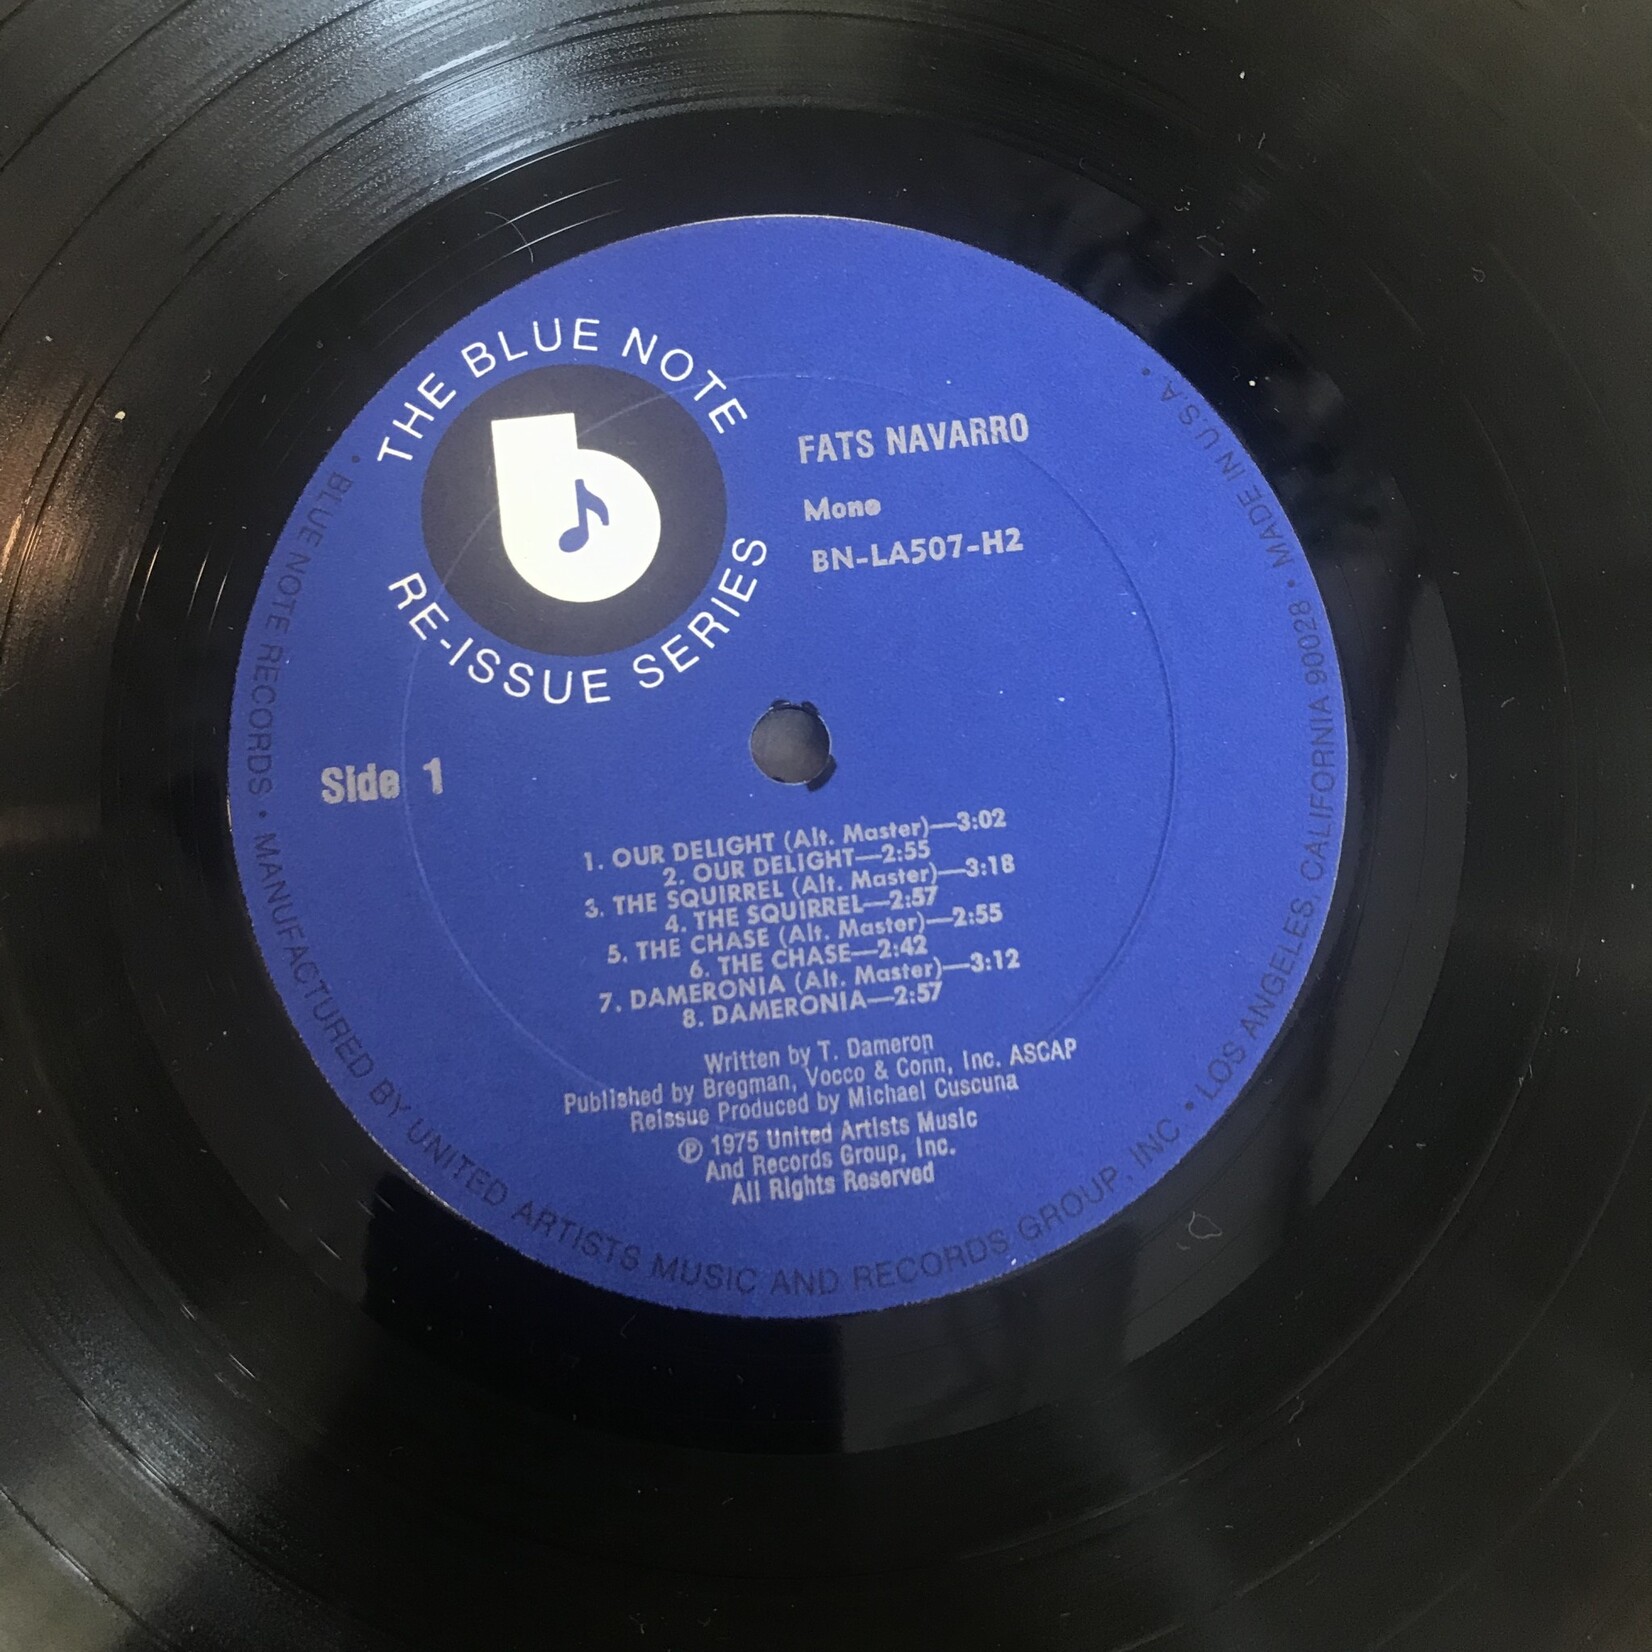 THE BLUE NOTE
RE-ISSUE SERIES
FATS NAVARRO
Mono
BN-LA507-H2
Side 1
1. OUR DELIGHT (Alt. Master)—3:02
2. OUR DELIGHT—2:55
3. THE SQUIRREL (Alt. Master)—3:18
4. THE SQUIRREL—2:57
5. THE CHASE (Alt. Master)—2:55
6. THE CHASE—2:42
7. DAMERONIA (Alt. Master)—3:12
8. DAMERONIA—2:57
Written by T. Dameron
Published by Bregman, Vocco & Conn, Inc. ASCAP
Reissue Produced by Michael Cuscuna
℗ 1975 United Artists Music
And Records Group, Inc.
All Rights Reserved
• BLUE NOTE RECORDS • MANUFACTURED BY UNITED ARTISTS MUSIC AND RECORDS GROUP, INC • LOS ANGELES, CALIFORNIA 90028 • MADE IN U.S.A •